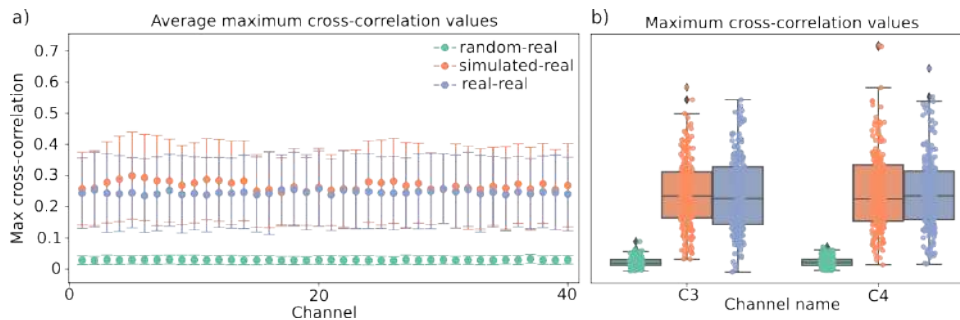 a)
Average maximum cross-correlation values
Max cross-correlation
0.7
0.6
0.5
0.4
0.3
0.2
0.1
0
random-real
simulated-real
real-real
0
20
40
Channel
b)
Maximum cross-correlation values
C3
C4
Channel name